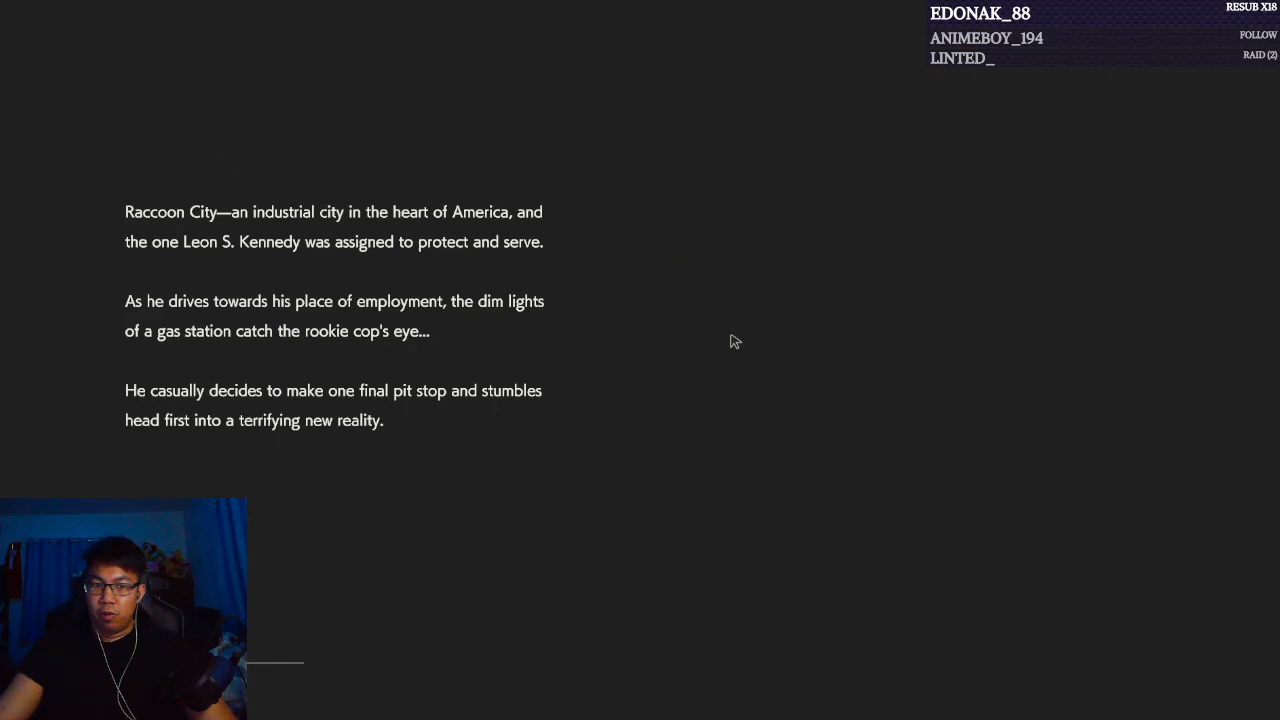 EDONAK_88 RESUB X18
ANIMEBOY_194 FOLLOW
LINTED_ RAID (2)
Raccoon City—an industrial city in the heart of America, and
the one Leon S. Kennedy was assigned to protect and serve.
As he drives towards his place of employment, the dim lights
of a gas station catch the rookie cop's eye...
He casually decides to make one final pit stop and stumbles
head first into a terrifying new reality.